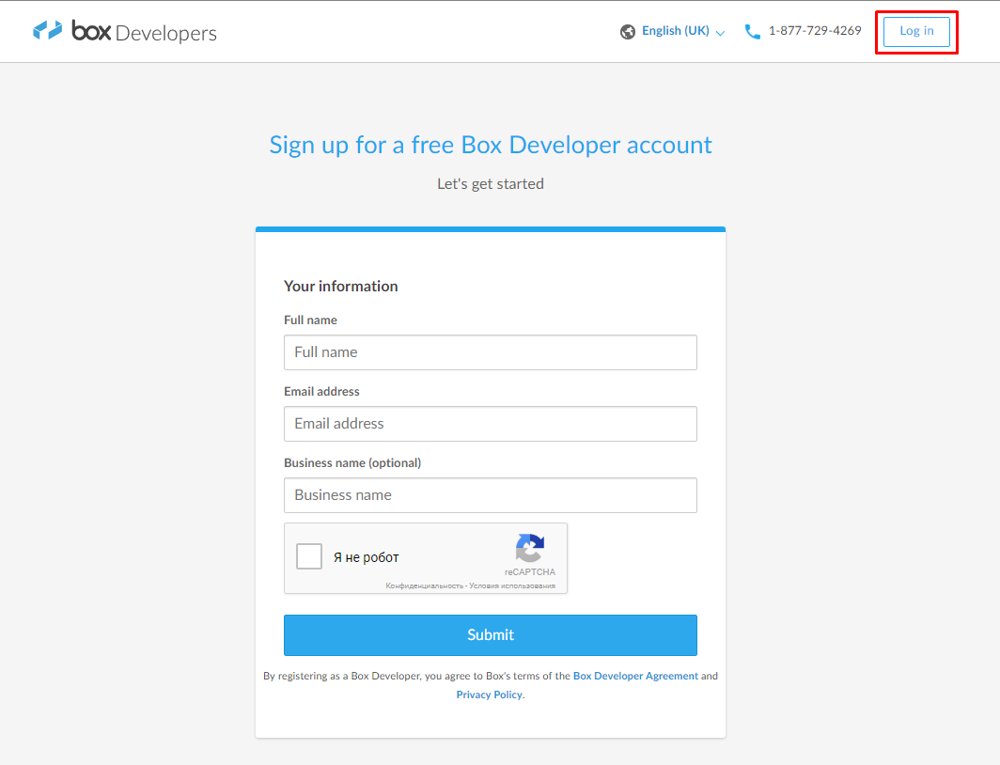 box Developers
English (UK)
1-877-729-4269
Log in
Sign up for a free Box Developer account
Let's get started
Your information
Full name
Full name
Email address
Email address
Business name (optional)
Business name
Я не робот
reCAPTCHA
Конфиденциальность - Условия использования
Submit
By registering as a Box Developer, you agree to Box's terms of the Box Developer Agreement and
Privacy Policy.